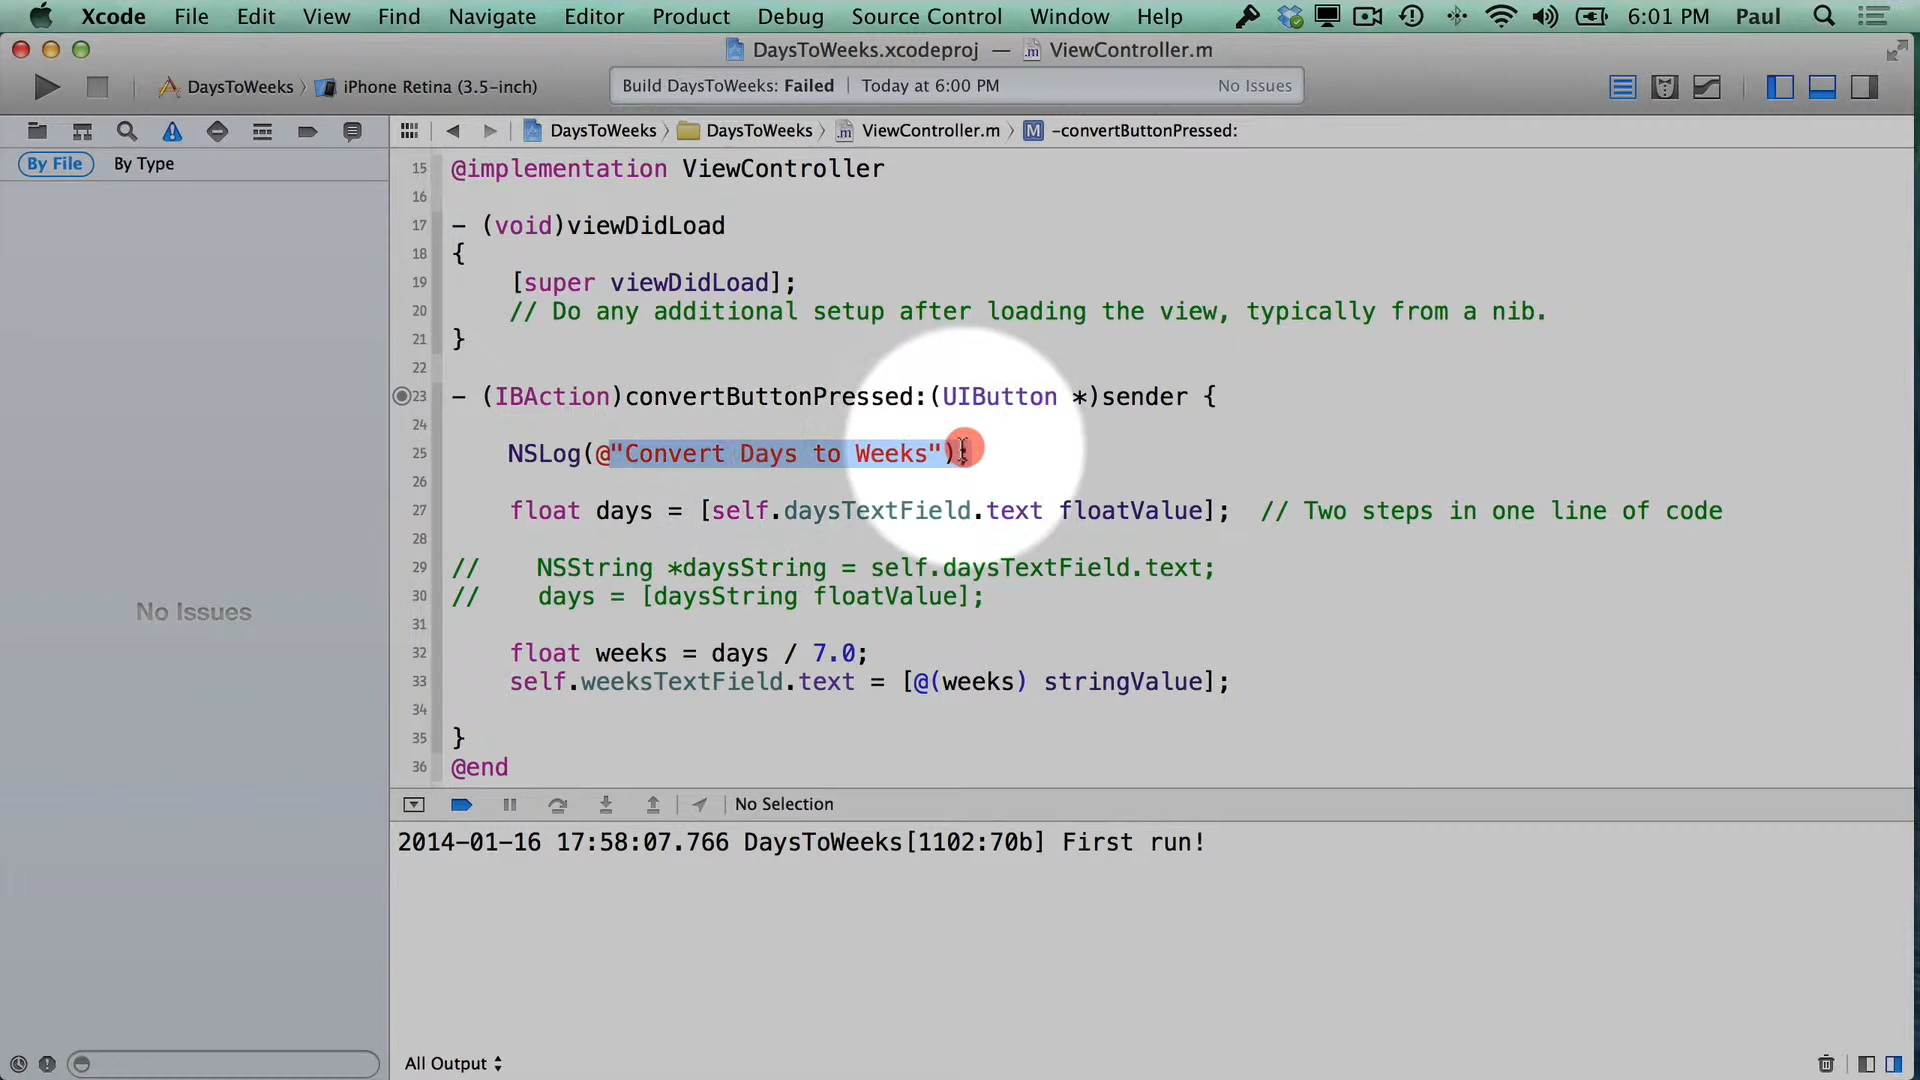 Xcode File Edit View Find Navigate Editor Product Debug Source Control Window Help 6:01 PM Paul
DaysToWeeks.xcodeproj — ViewController.m
DaysToWeeks iPhone Retina (3.5-inch) Build DaysToWeeks: Failed | Today at 6:00 PM No Issues
DaysToWeeks DaysToWeeks ViewController.m M -convertButtonPressed:
By File By Type
15 @implementation ViewController
16
17 - (void)viewDidLoad
18 {
19 [super viewDidLoad];
20 // Do any additional setup after loading the view, typically from a nib.
21 }
22
23 - (IBAction)convertButtonPressed:(UIButton *)sender {
24
25 NSLog(@"Convert Days to Weeks");
26
27 float days = [self.daysTextField.text floatValue]; // Two steps in one line of code
28
29 // NSString *daysString = self.daysTextField.text;
30 // days = [daysString floatValue];
31
32 float weeks = days / 7.0;
33 self.weeksTextField.text = [@(weeks) stringValue];
34
35 }
36 @end
No Issues
No Selection
2014-01-16 17:58:07.766 DaysToWeeks[1102:70b] First run!
All Output